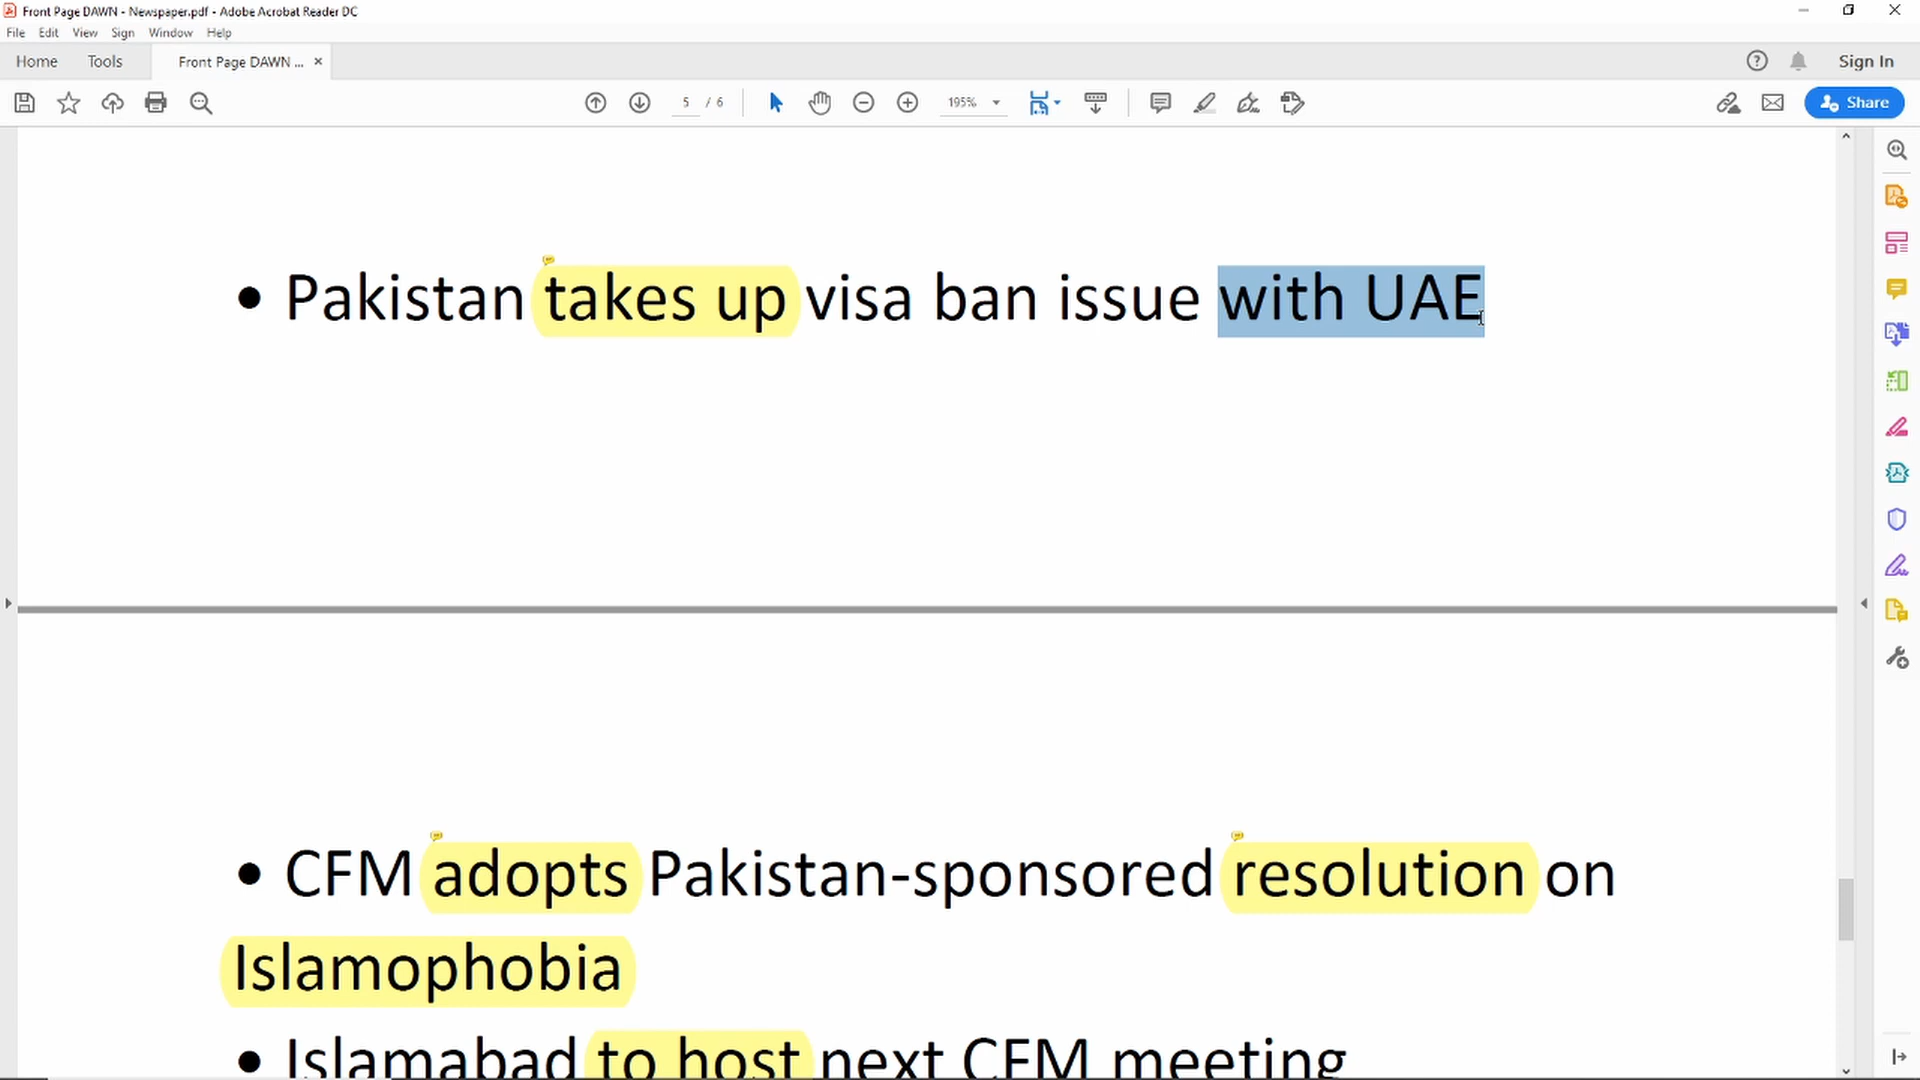 Front Page DAWN - Newspaper.pdf - Adobe Acrobat Reader DC
File Edit View Sign Window Help
Home Tools Front Page DAWN ... × Sign In
5 / 6 195% Share
• Pakistan takes up visa ban issue with UAE
• CFM adopts Pakistan-sponsored resolution on
Islamophobia
• Islamabad to host next CFM meeting